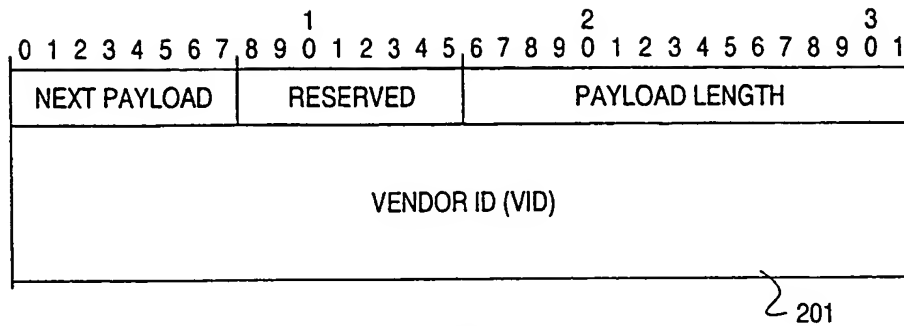 1 2 3
0 1 2 3 4 5 6 7 8 9 0 1 2 3 4 5 6 7 8 9 0 1 2 3 4 5 6 7 8 9 0 1
NEXT PAYLOAD RESERVED PAYLOAD LENGTH
VENDOR ID (VID)
201